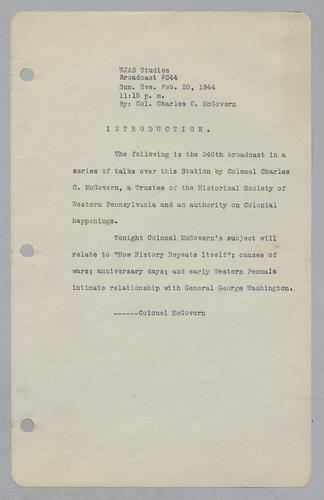 WJAS Studios
Broadcast #344
Sun. Eve. Feb. 20, 1944
11:15 p. m.
By: Col. Charles C. McGovern
I N T R O D U C T I O N .
The following is the 340th broadcast in a
series of talks over this Station by Colonel Charles
C. McGovern, a Trustee of the Historical Society of
Western Pennsylvania and an authority on Colonial
happenings.
Tonight Colonel McGovern's subject will
relate to "How History Repeats Itself"; causes of
wars; anniversary days; and early Western Penna's
intimate relationship with General George Washington.
------Colonel McGovern